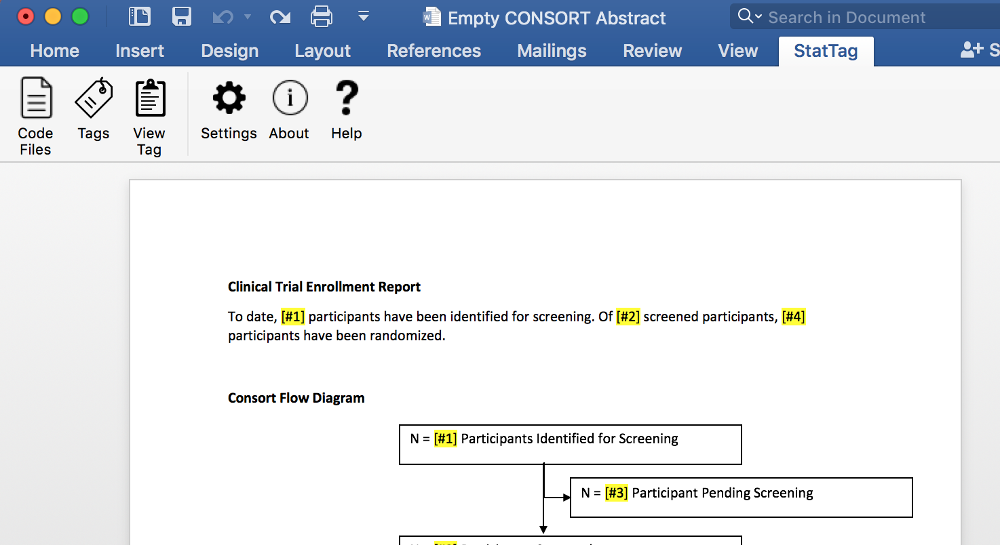 Empty CONSORT Abstract
Search in Document
Home Insert Design Layout References Mailings Review View StatTag S
Code Files
Tags
View Tag
Settings
About
Help
Clinical Trial Enrollment Report
To date, [#1] participants have been identified for screening. Of [#2] screened participants, [#4]
participants have been randomized.
Consort Flow Diagram
N = [#1] Participants Identified for Screening
N = [#3] Participant Pending Screening